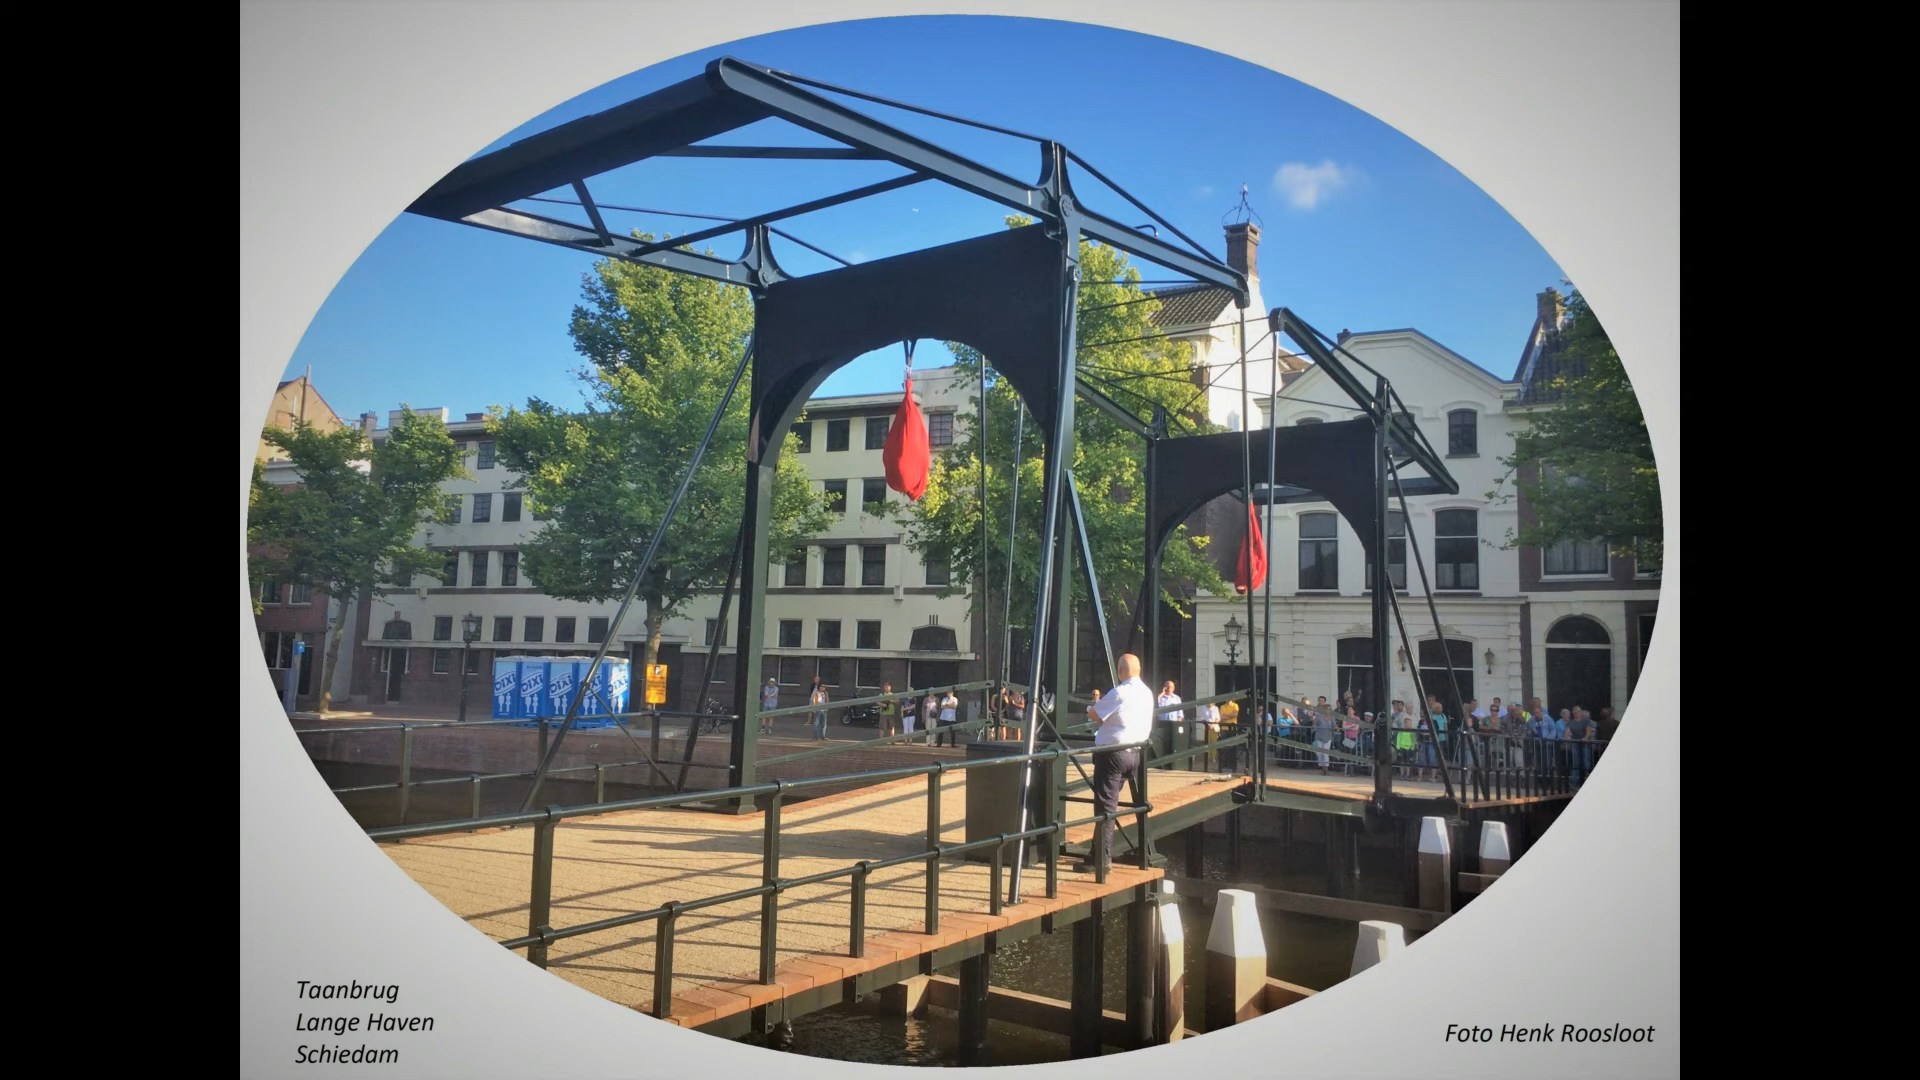 DIXI
DIXI
DIXI
Taanbrug
Lange Haven
Schiedam
Foto Henk Roosloot